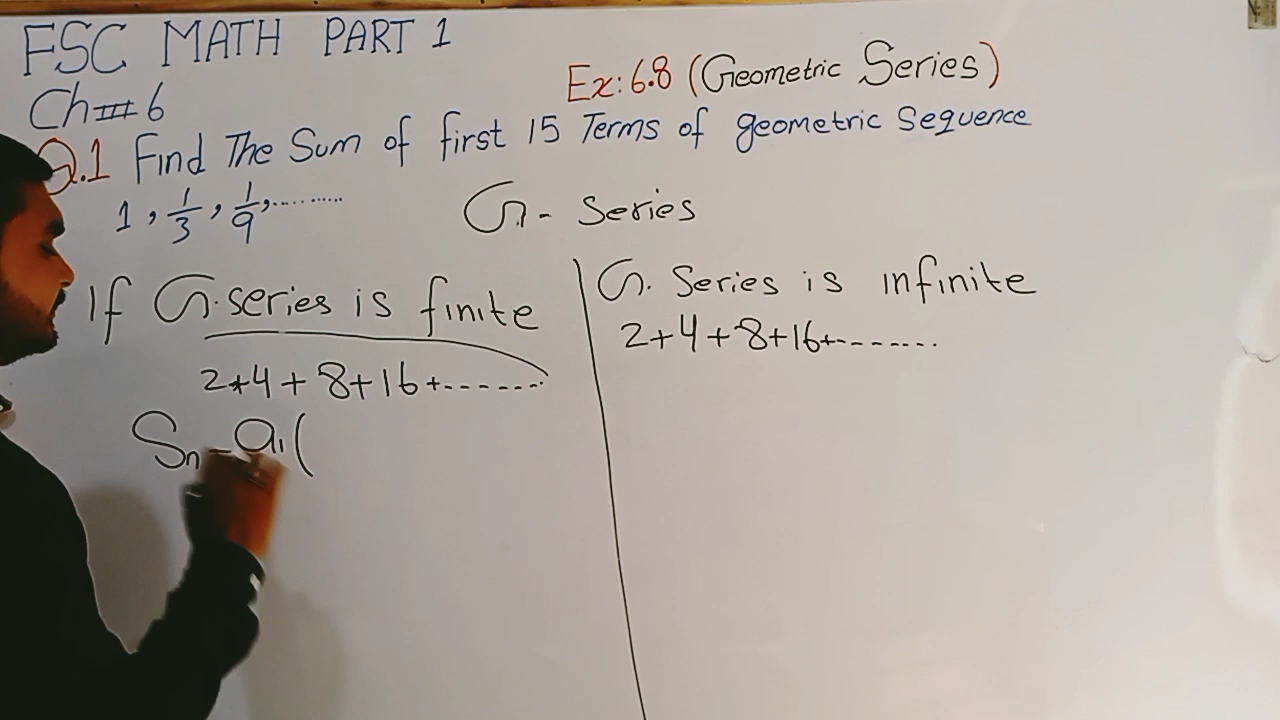 FSC MATH PART 1
Ch # 6
Ex: 6.8 (Geometric Series)
Q.1 Find The Sum of first 15 Terms of geometric Sequence
1, 1/3, 1/9, ..........
G.- Series
If G.series is finite
2+4+8+16+-------
Sn = a1(
G. Series is infinite
2+4+8+16+-------